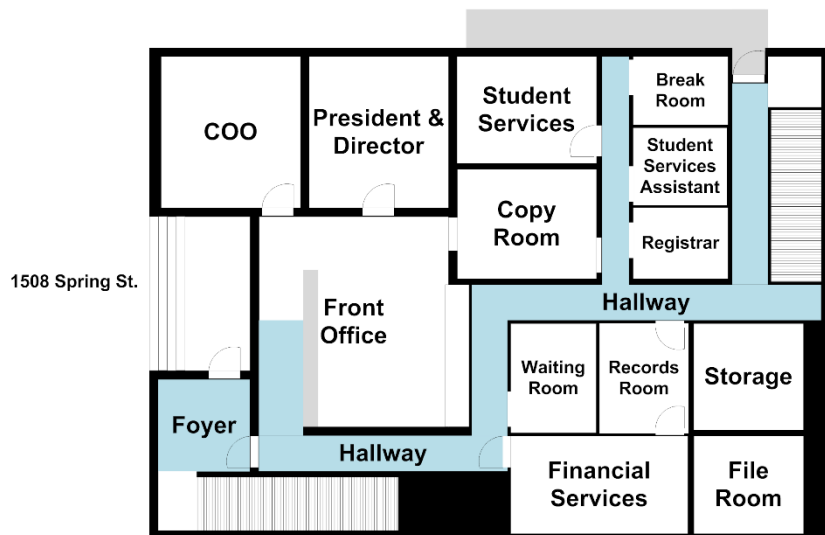 COO
President &
Director
Student
Services
Break
Room
Student
Services
Assistant
Copy
Room
Registrar
1508 Spring St.
Front
Office
Hallway
Waiting
Room
Records
Room
Storage
Foyer
Hallway
Financial
Services
File
Room